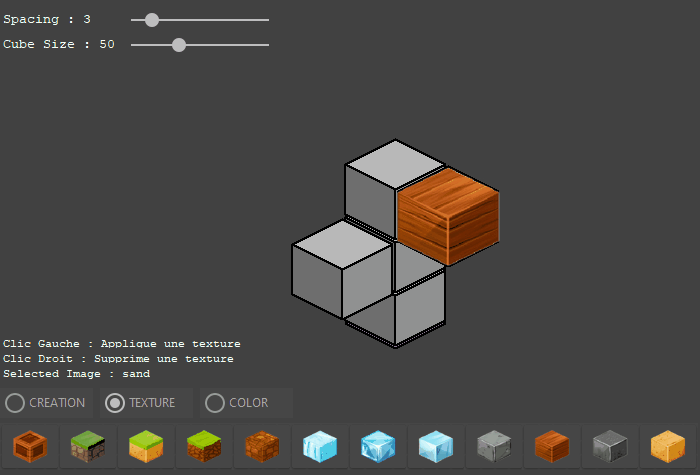 Spacing : 3
Cube Size : 50
Clic Gauche : Applique une texture
Clic Droit : Supprime une texture
Selected Image : sand
CREATION TEXTURE COLOR